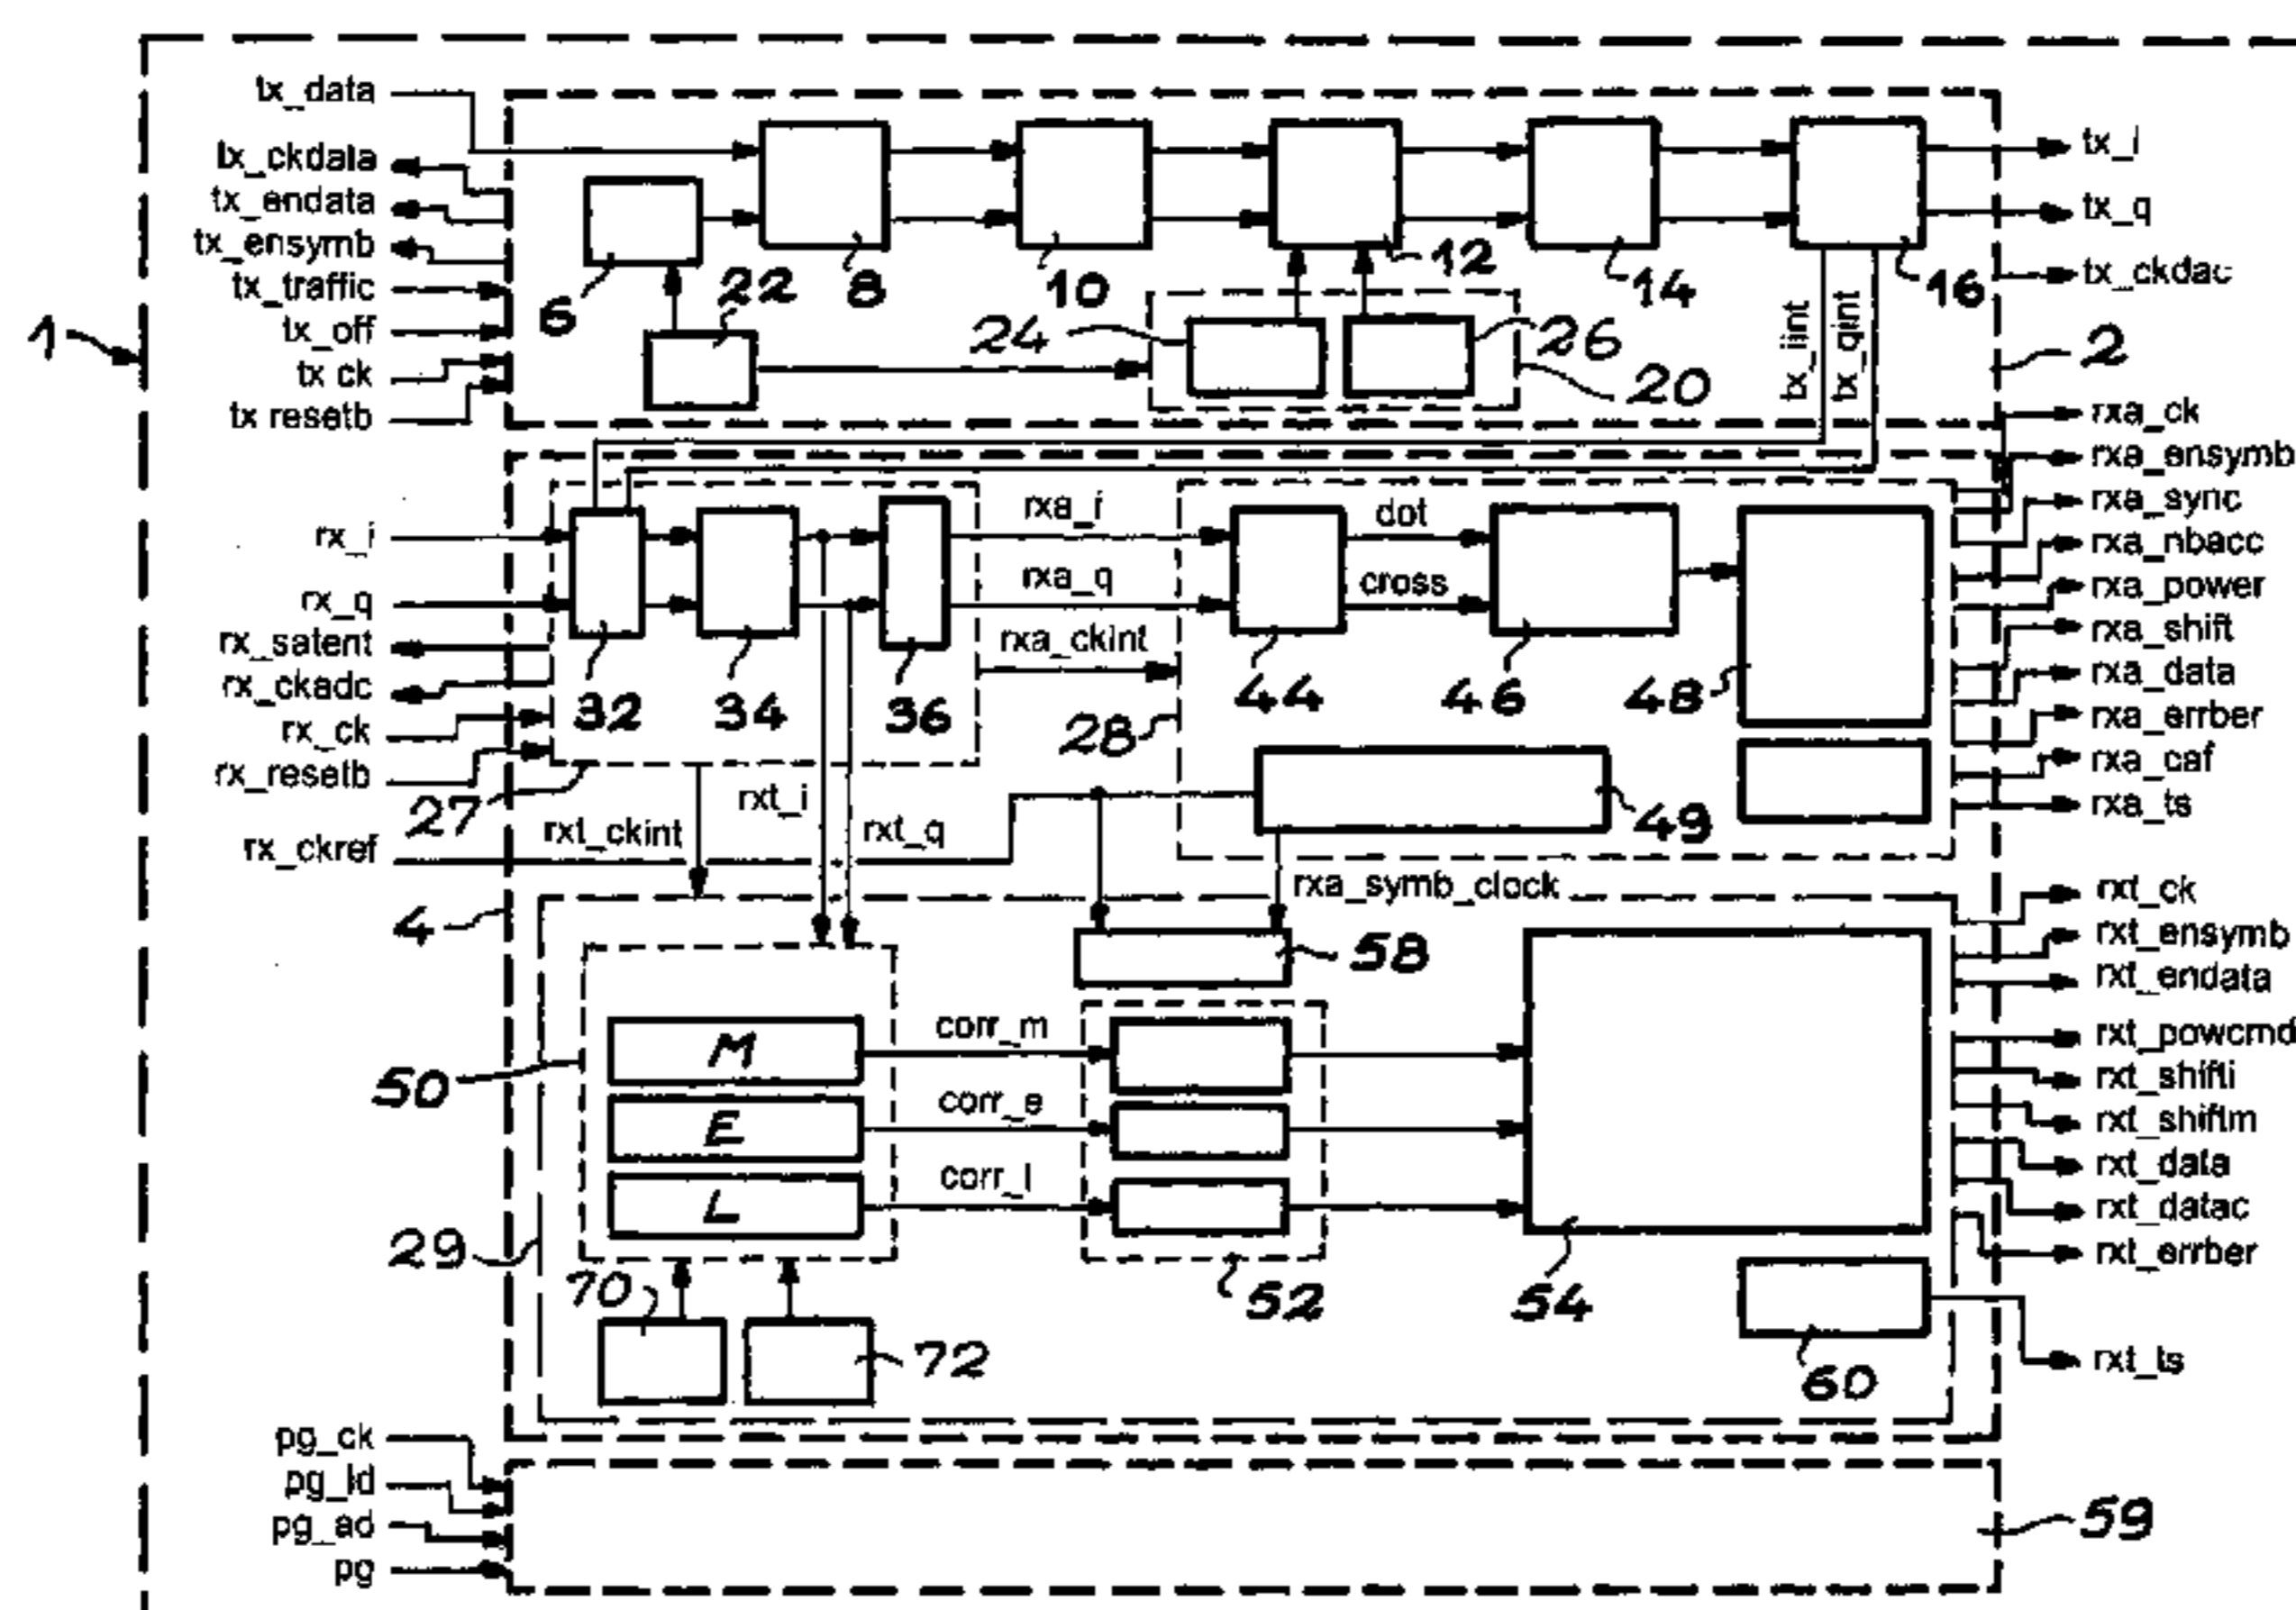 tx_data
tx_ckdata
tx_endata
tx_ensymb
tx_traffic
tx_off
tx ck
tx resetb
1
6
22
8
10
12
14
16
24
26
20
tx_iint
tx_qint
tx_i
tx_q
tx_ckdac
2
rx_i
rx_q
rx_satent
rx_ckadc
rx_ck
rx_resetb
rx_ckref
32
34
36
27
rxa_i
rxa_q
rxa_ckint
dot
cross
44
46
48
28
49
rxt_ckint
rxt_i
rxt_q
rxa_symb_clock
rxa_ck
rxa_ensymb
rxa_sync
rxa_nbacc
rxa_power
rxa_shift
rxa_data
rxa_errber
rxa_caf
rxa_ts
4
58
M
E
L
50
corr_m
corr_e
corr_l
29
70
72
52
54
60
rxt_ck
rxt_ensymb
rxt_endata
rxt_powcmd
rxt_shifti
rxt_shiftm
rxt_data
rxt_datac
rxt_errber
rxt_ts
pg_ck
pg_ld
pg_ad
pg
59